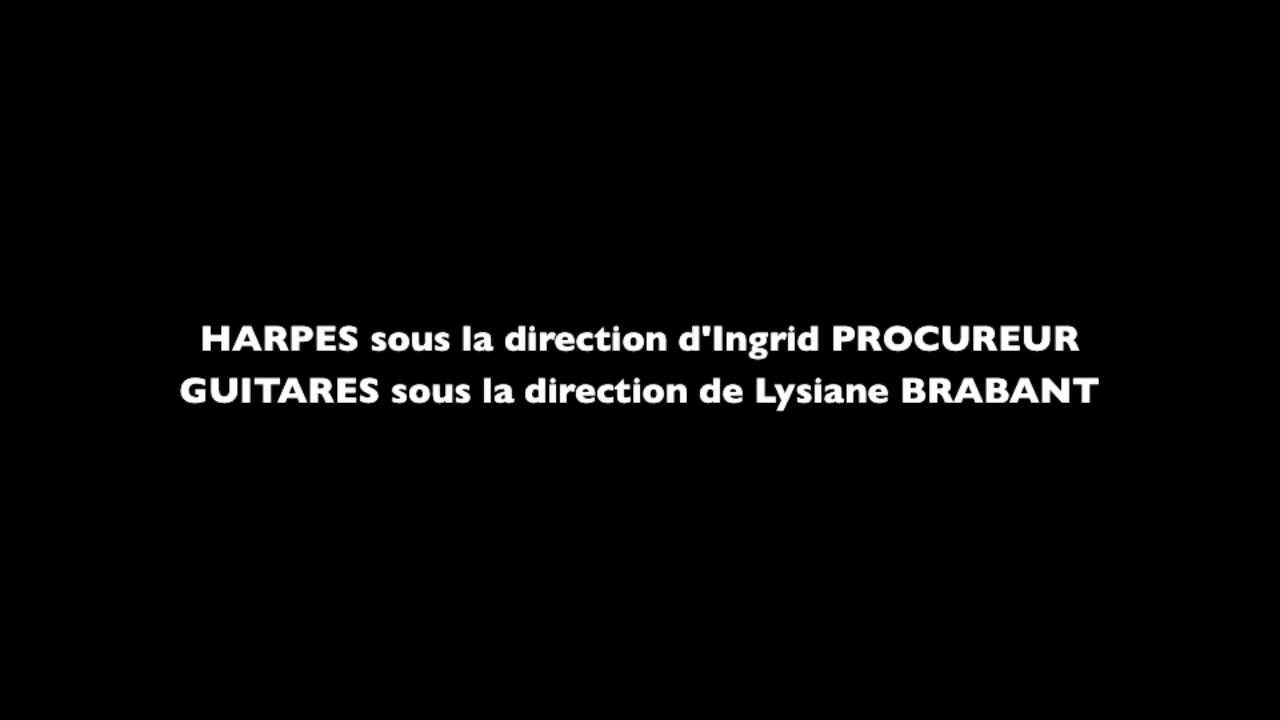 HARPES sous la direction d'Ingrid PROCUREUR
GUITARES sous la direction de Lysiane BRABANT